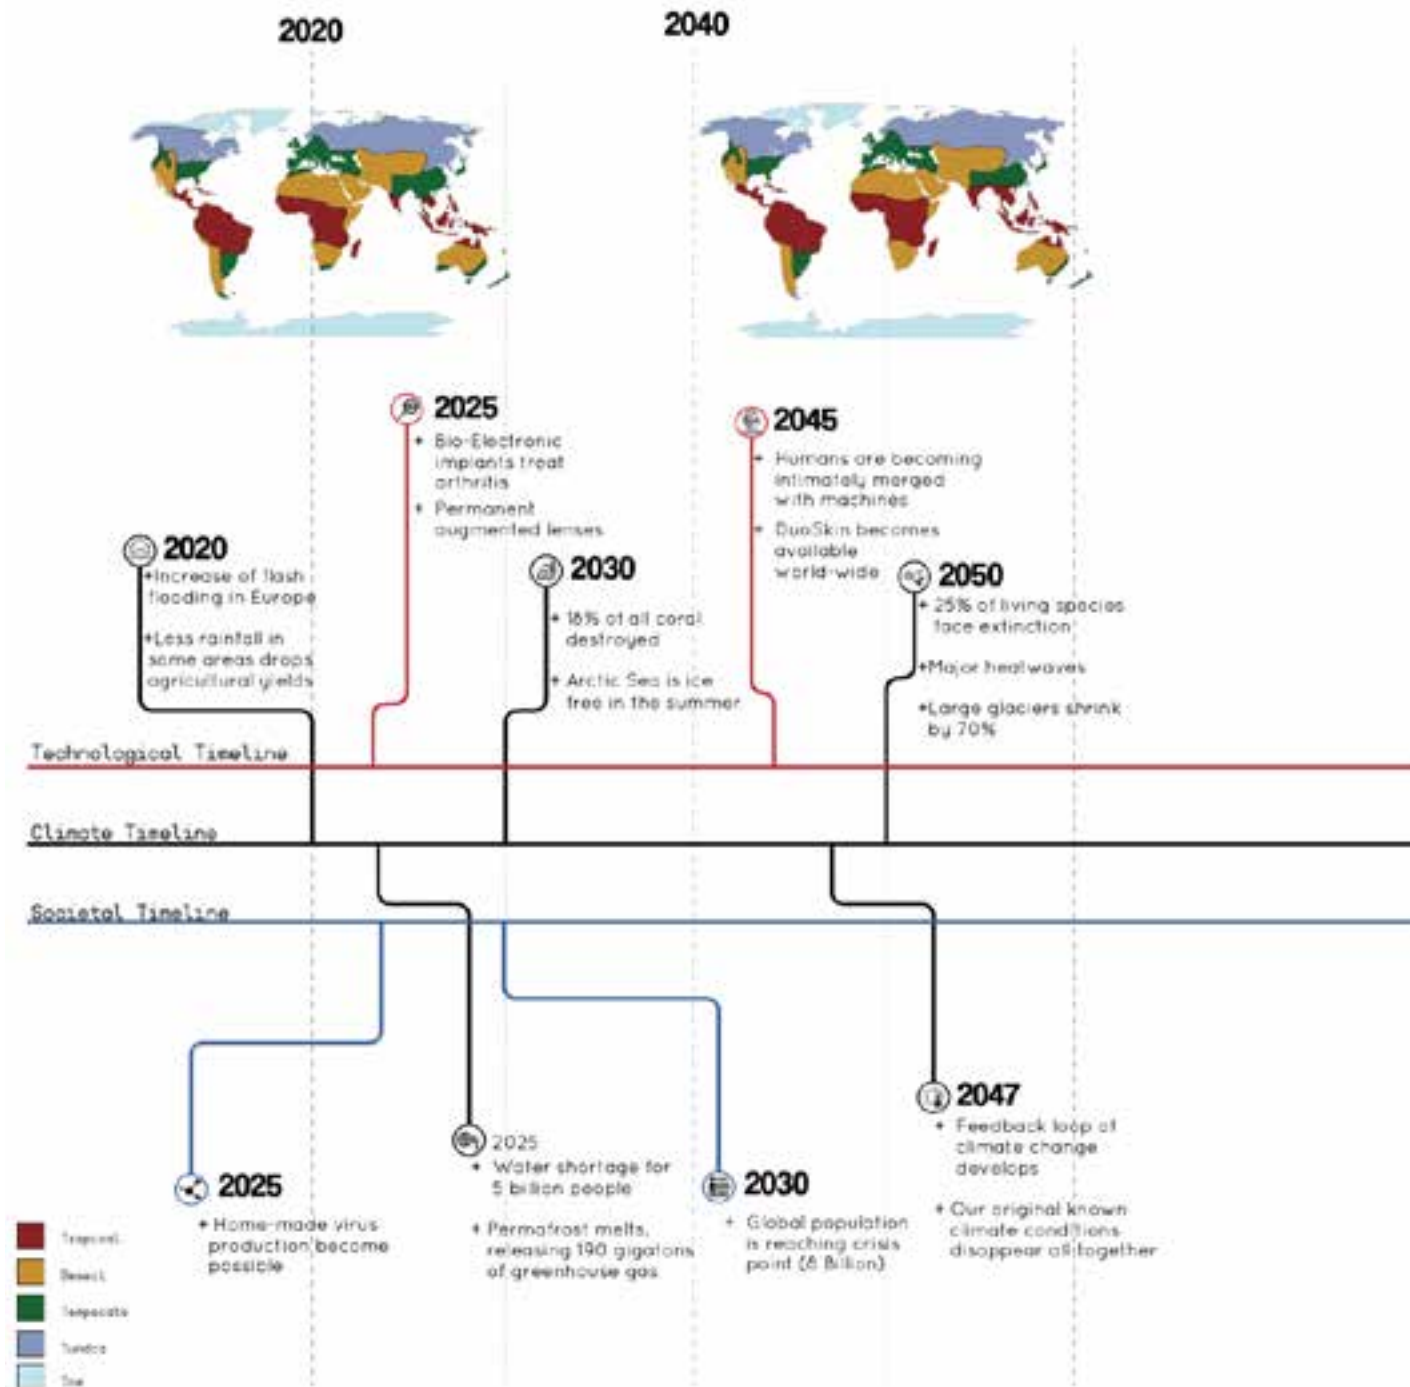 2020
2040
2025
+ Bio-Electronic
implants treat
arthritis
+ Permanent
augmented lenses
2045
+ Humans are becoming
intimately merged
with machines
+ DuoSkin becomes
available
world-wide
2020
+Increase of flash
flooding in Europe
+Less rainfall in
some areas drops
agricultural yields
2030
+ 18% of all coral
destroyed
+ Arctic Sea is ice
free in the summer
2050
+ 25% of living species
face extinction
+Major heatwaves
+Large glaciers shrink
by 70%
Technological Timeline
Climate Timeline
Societal Timeline
2025
+ Home-made virus
production become
possible
2025
+ Water shortage for
5 billion people
+ Permafrost melts,
releasing 190 gigatons
of greenhouse gas
2030
+ Global population
is reaching crisis
point (8 Billion)
2047
+ Feedback loop of
climate change
develops
+ Our original known
climate conditions
disappear all together
Tropical
Desert
Temperate
Tundra
Ice